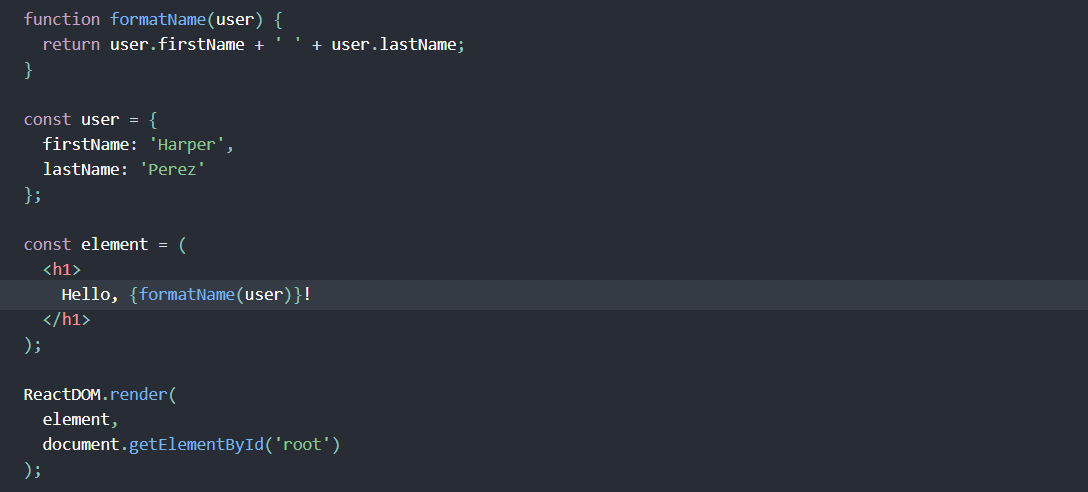 function formatName(user) {
  return user.firstName + ' ' + user.lastName;
}

const user = {
  firstName: 'Harper',
  lastName: 'Perez'
};

const element = (
  <h1>
    Hello, {formatName(user)}!
  </h1>
);

ReactDOM.render(
  element,
  document.getElementById('root')
);